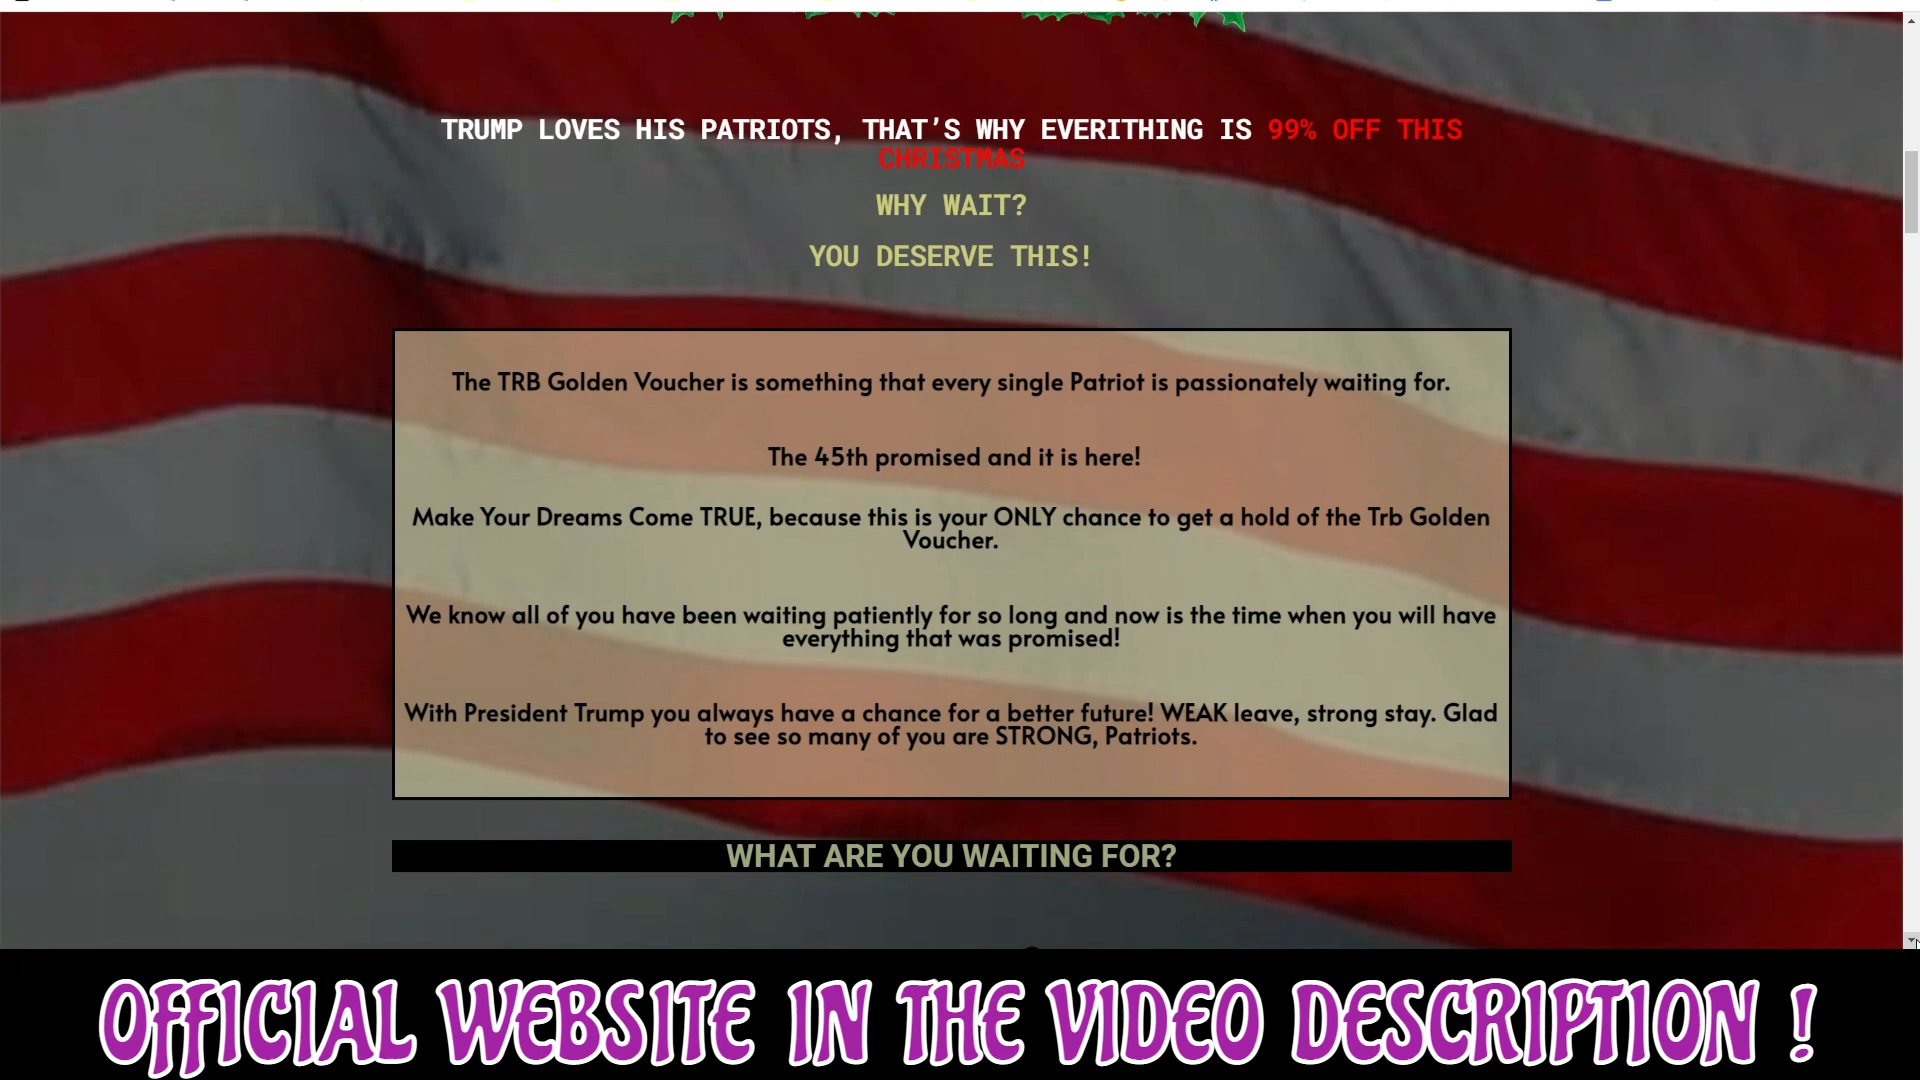 TRUMP LOVES HIS PATRIOTS, THAT’S WHY EVERITHING IS 99% OFF THIS
CHRISTMAS
WHY WAIT?
YOU DESERVE THIS!
The TRB Golden Voucher is something that every single Patriot is passionately waiting for.
The 45th promised and it is here!
Make Your Dreams Come TRUE, because this is your ONLY chance to get a hold of the Trb Golden
Voucher.
We know all of you have been waiting patiently for so long and now is the time when you will have
everything that was promised!
With President Trump you always have a chance for a better future! WEAK leave, strong stay. Glad
to see so many of you are STRONG, Patriots.
WHAT ARE YOU WAITING FOR?
OFFICIAL WEBSITE IN THE VIDEO DESCRIPTION !